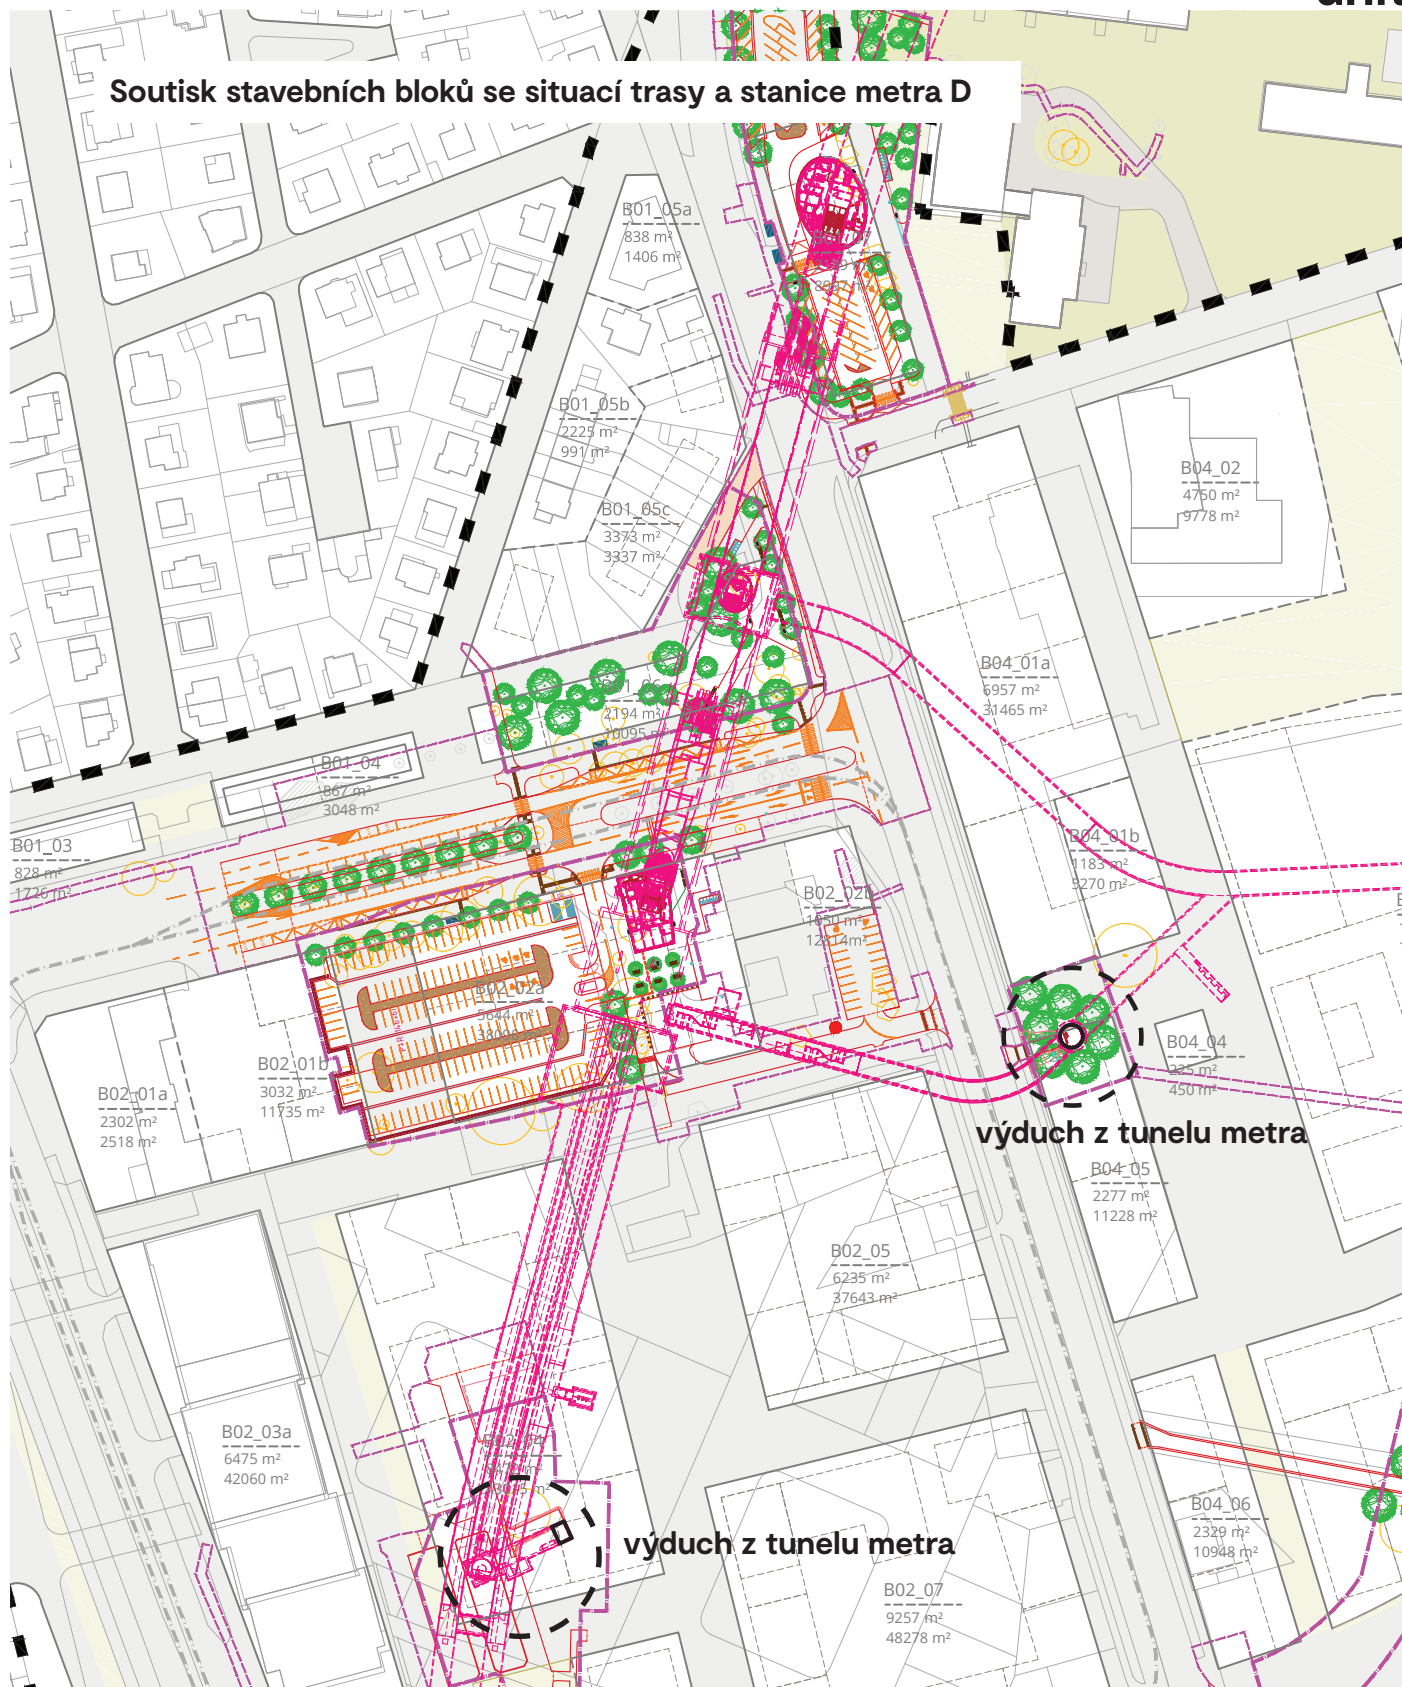 Soutisk stavebních bloků se situací trasy a stanice metra D
B01_05a
838 m²
1406 m²
B01_05b
2225 m²
991 m²
B04_02
4750 m²
9778 m²
B01_05c
3373 m²
3337 m²
B04_01a
6957 m²
31465 m²
2194 m²
10095 m²
B01_04
867 m²
3048 m²
B01_03
828 m²
1726 m²
B04_01b
1183 m²
5270 m²
B02_02b
1050 m²
12814m²
B02_02a
5644 m²
B04_04
235 m²
450 m²
B02_01b
3032 m²
11735 m²
B02_01a
2302 m²
2518 m²
výduch z tunelu metra
B04_05
2277 m²
11228 m²
B02_05
6235 m²
37643 m²
B02_03a
6475 m²
42060 m²
B04_06
2329 m²
10948 m²
výduch z tunelu metra
B02_07
9257 m²
48278 m²